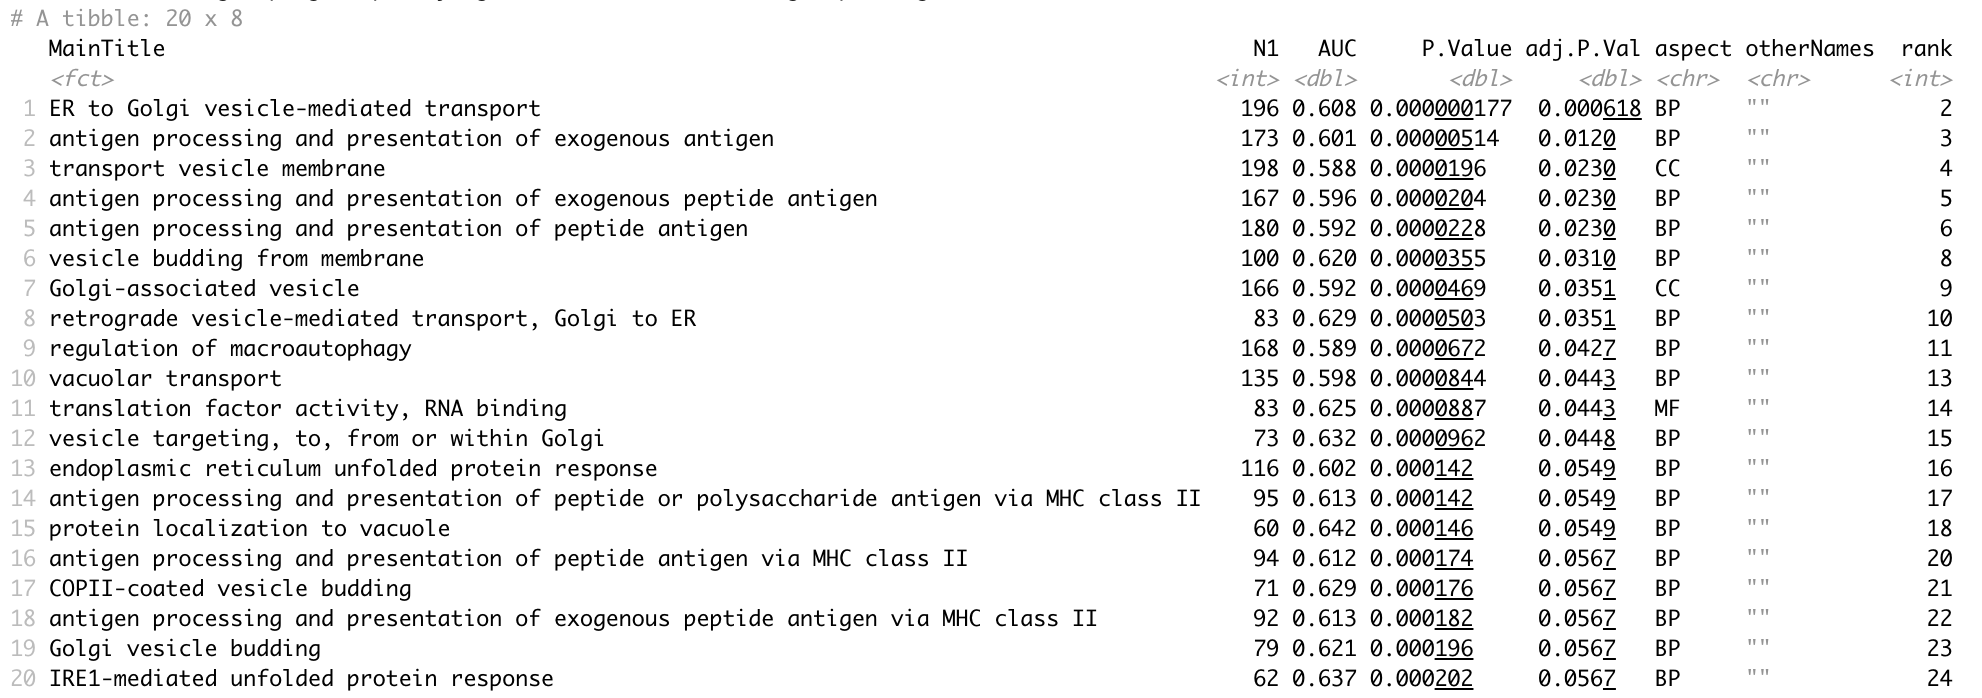 # A tibble: 20 x 8
MainTitle N1 AUC P.Value adj.P.Val aspect otherNames rank
<fct> <int> <dbl> <dbl> <dbl> <chr> <chr> <int>
1 ER to Golgi vesicle-mediated transport 196 0.608 0.000000177 0.000618 BP "" 2
2 antigen processing and presentation of exogenous antigen 173 0.601 0.00000514 0.0120 BP "" 3
3 transport vesicle membrane 198 0.588 0.0000196 0.0230 CC "" 4
4 antigen processing and presentation of exogenous peptide antigen 167 0.596 0.0000204 0.0230 BP "" 5
5 antigen processing and presentation of peptide antigen 180 0.592 0.0000228 0.0230 BP "" 6
6 vesicle budding from membrane 100 0.620 0.0000355 0.0310 BP "" 8
7 Golgi-associated vesicle 166 0.592 0.0000469 0.0351 CC "" 9
8 retrograde vesicle-mediated transport, Golgi to ER 83 0.629 0.0000503 0.0351 BP "" 10
9 regulation of macroautophagy 168 0.589 0.0000672 0.0427 BP "" 11
10 vacuolar transport 135 0.598 0.0000844 0.0443 BP "" 13
11 translation factor activity, RNA binding 83 0.625 0.0000887 0.0443 MF "" 14
12 vesicle targeting, to, from or within Golgi 73 0.632 0.0000962 0.0448 BP "" 15
13 endoplasmic reticulum unfolded protein response 116 0.602 0.000142 0.0549 BP "" 16
14 antigen processing and presentation of peptide or polysaccharide antigen via MHC class II 95 0.613 0.000142 0.0549 BP "" 17
15 protein localization to vacuole 60 0.642 0.000146 0.0549 BP "" 18
16 antigen processing and presentation of peptide antigen via MHC class II 94 0.612 0.000174 0.0567 BP "" 20
17 COPII-coated vesicle budding 71 0.629 0.000176 0.0567 BP "" 21
18 antigen processing and presentation of exogenous peptide antigen via MHC class II 92 0.613 0.000182 0.0567 BP "" 22
19 Golgi vesicle budding 79 0.621 0.000196 0.0567 BP "" 23
20 IRE1-mediated unfolded protein response 62 0.637 0.000202 0.0567 BP "" 24